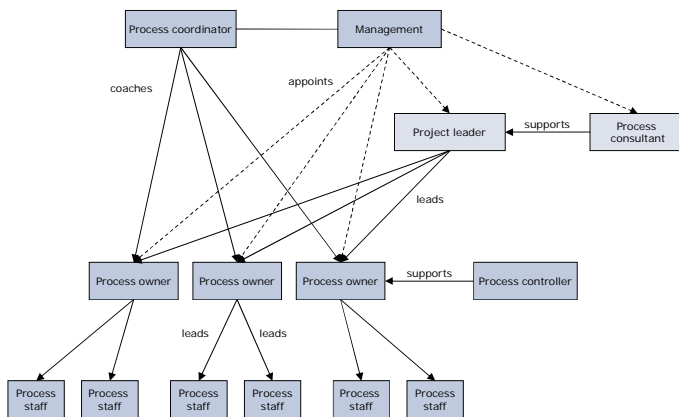 Process coordinator
Management
coaches
appoints
Project leader
supports
Process
consultant
leads
Process owner
Process owner
Process owner
supports
Process controller
leads
leads
Process
staff
Process
staff
Process
staff
Process
staff
Process
staff
Process
staff